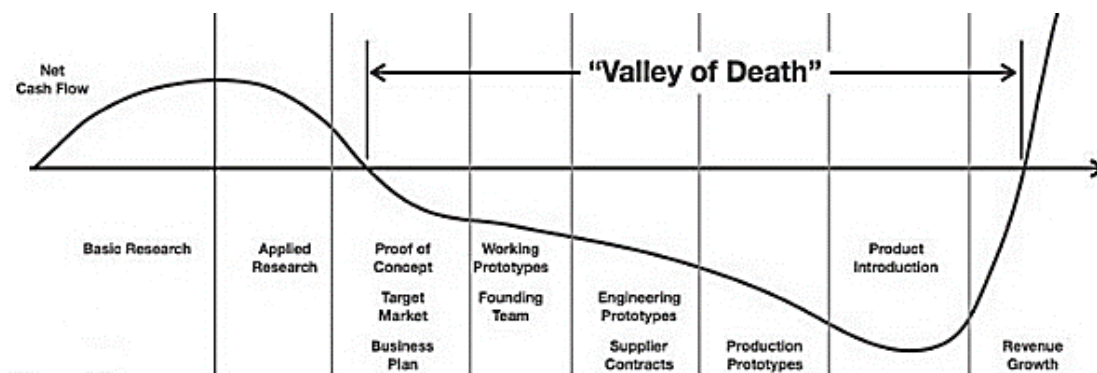 Net
Cash Flow
“Valley of Death”
Basic Research
Applied
Research
Proof of
Concept
Target
Market
Business
Plan
Working
Prototypes
Founding
Team
Engineering
Prototypes
Supplier
Contracts
Production
Prototypes
Product
Introduction
Revenue
Growth